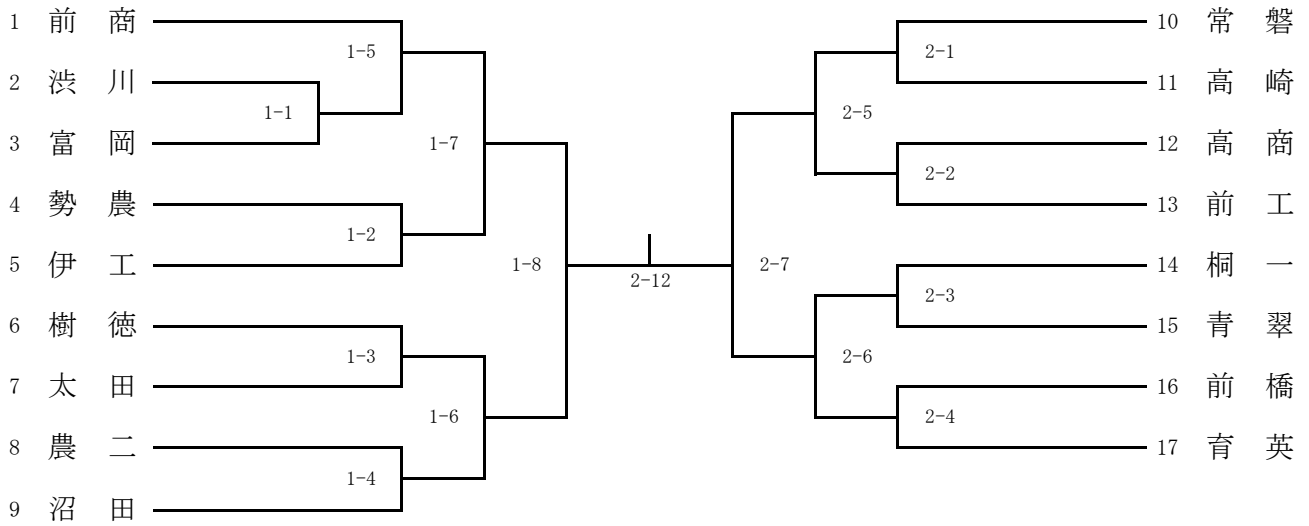 1 前商
2 渋川
3 富岡
4 勢農
5 伊工
6 樹徳
7 太田
8 農二
9 沼田
1-5
1-1
1-2
1-3
1-4
1-7
1-6
1-8
2-12
2-7
2-5
2-6
2-1
2-2
2-3
2-4
10 常磐
11 高崎
12 高商
13 前工
14 桐一
15 青翠
16 前橋
17 育英